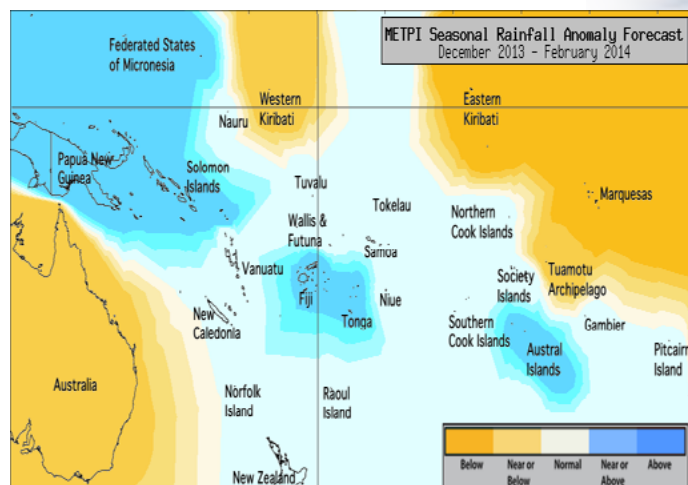 METPI Seasonal Rainfall Anomaly Forecast
December 2013 - February 2014
Federated States
of Micronesia
Western
Kiribati
Eastern
Kiribati
Nauru
Papua New
Guinea
Solomon
Islands
Tuvalu
Marquesas
Tokelau
Northern
Cook Islands
Wallis &
Futuna
Samoa
Vanuatu
Fiji
Niue
Society
Islands
Tuamotu
Archipelago
New
Caledonia
Tonga
Southern
Cook Islands
Gambier
Austral
Islands
Pitcairn
Island
Australia
Norfolk
Island
Raoul
Island
New Zealand
Below
Near or
Below
Normal
Near or
Above
Above